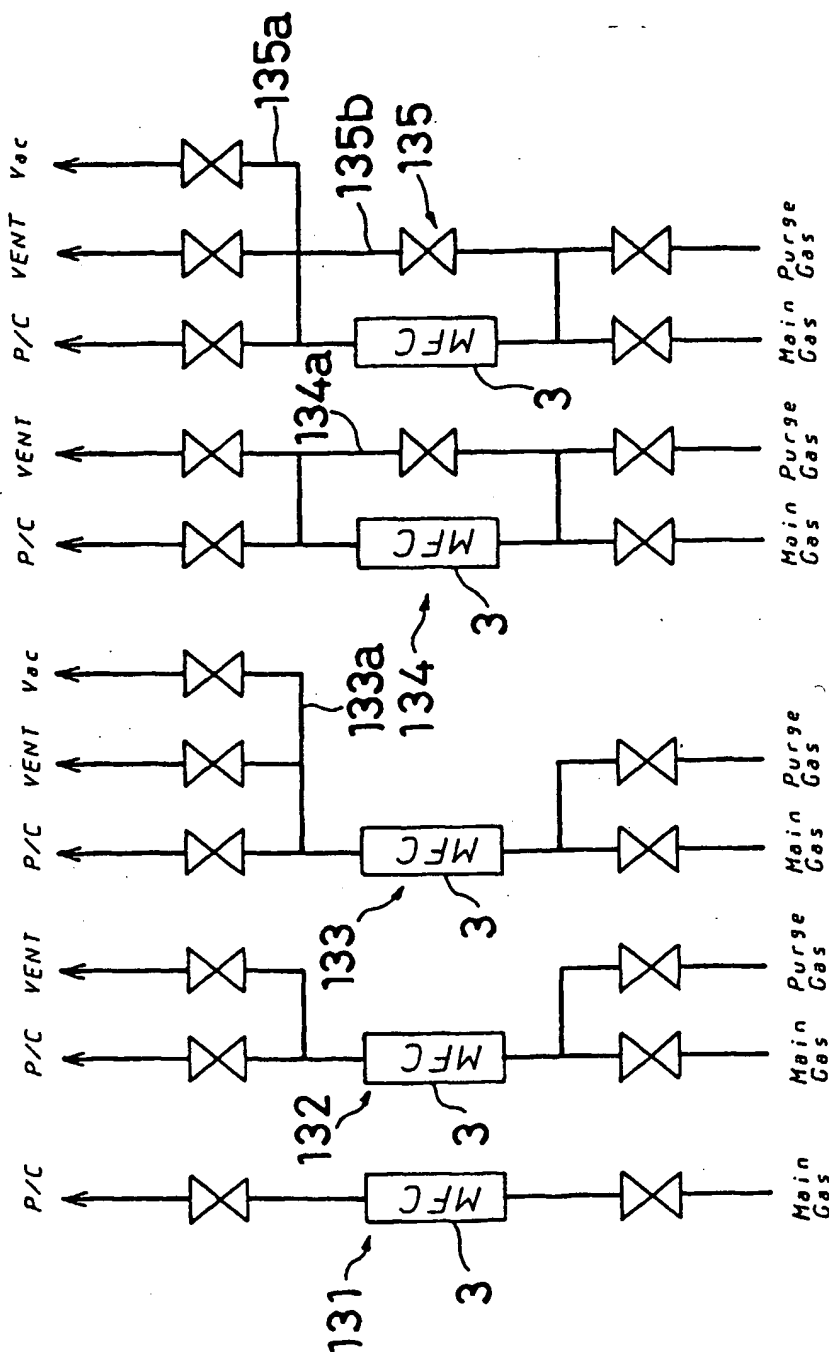 P/C P/C VENT P/C VENT Vac P/C VENT P/C VENT Vac
135a
131 132 133 134a 135b
133a
134 135
MFC MFC MFC MFC MFC
3 3 3 3 3
Main Main Purge Main Purge Main Purge Main Purge
Gas Gas Gas Gas Gas Gas Gas Gas Gas